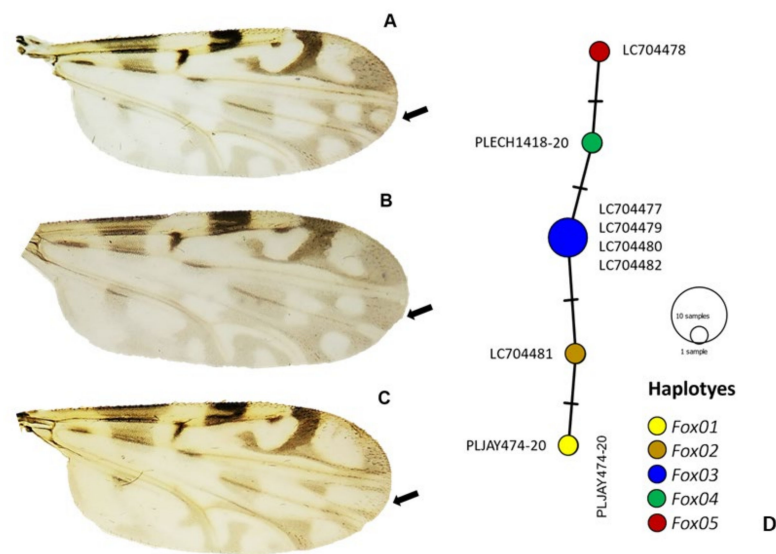 A
B
C
LC704478
PLECH1418-20
LC704477
LC704479
LC704480
LC704482
10 samples
1 sample
LC704481
PLJAY474-20
PLJAY474-20
Haplotyes
Fox01
Fox02
Fox03
Fox04
Fox05
D